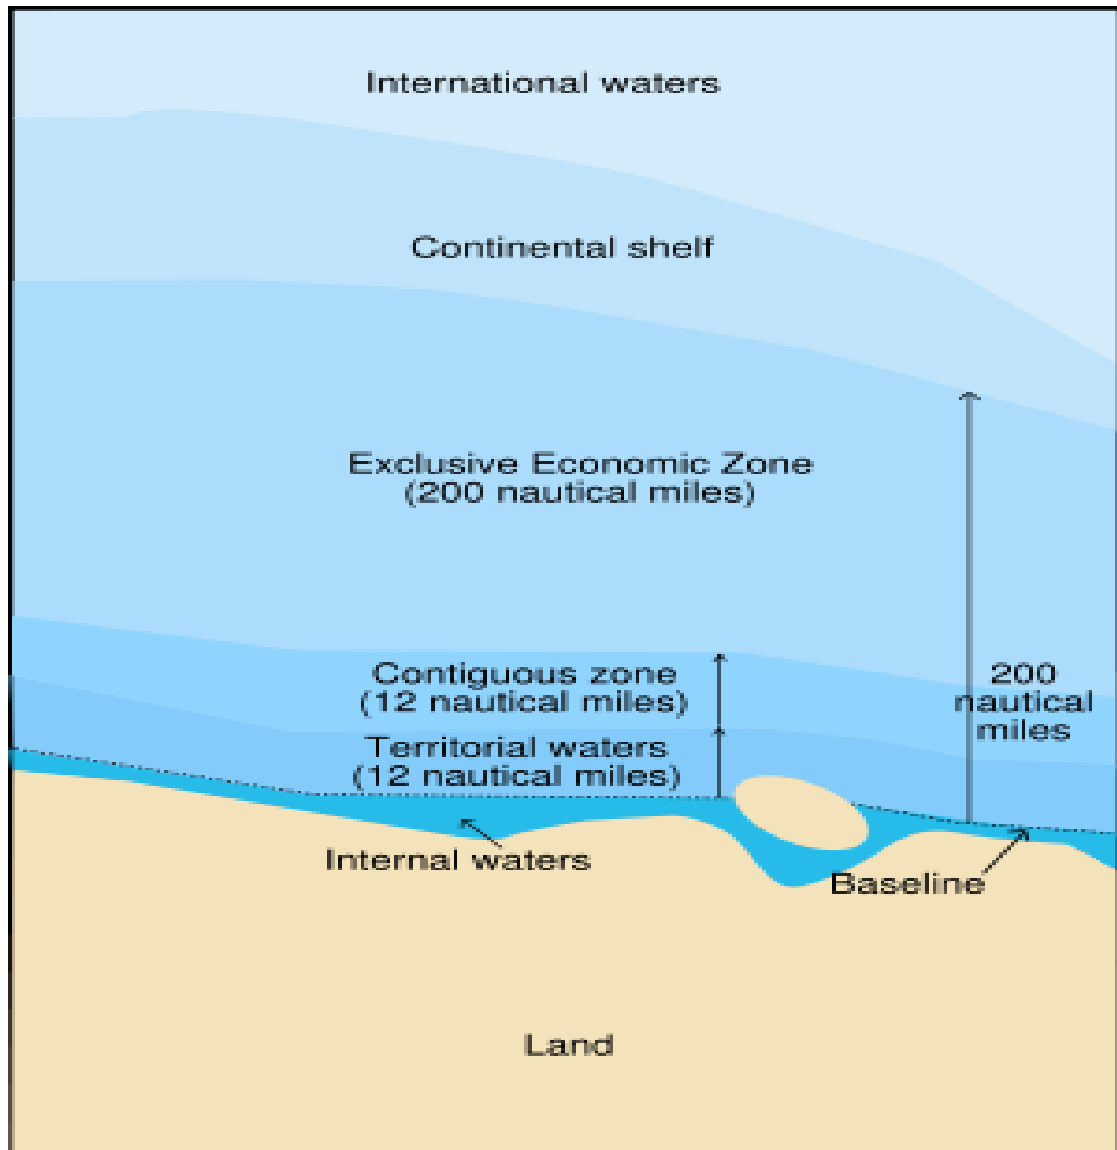 International waters
Continental shelf
Exclusive Economic Zone
(200 nautical miles)
Contiguous zone
(12 nautical miles)
200
nautical
miles
Territorial waters
(12 nautical miles)
Internal waters
Baseline
Land